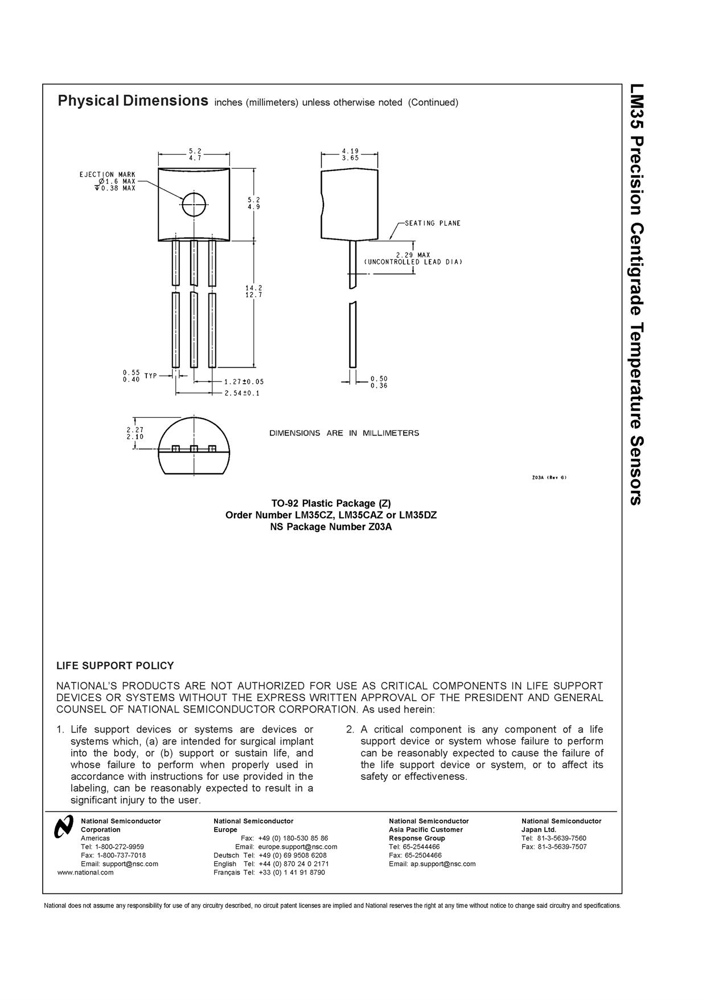 Physical Dimensions inches (millimeters) unless otherwise noted (Continued)
5.2
4.7
4.19
3.65
EJECTION MARK
Ø1.6 MAX
↧0.38 MAX
5.2
4.9
SEATING PLANE
2.29 MAX
(UNCONTROLLED LEAD DIA)
14.2
12.7
0.55
0.40 TYP
1.27±0.05
2.54±0.1
0.50
0.36
2.27
2.10
DIMENSIONS ARE IN MILLIMETERS
Z03A (Rev G)
TO-92 Plastic Package (Z)
Order Number LM35CZ, LM35CAZ or LM35DZ
NS Package Number Z03A
LM35 Precision Centigrade Temperature Sensors
LIFE SUPPORT POLICY
NATIONAL'S PRODUCTS ARE NOT AUTHORIZED FOR USE AS CRITICAL COMPONENTS IN LIFE SUPPORT
DEVICES OR SYSTEMS WITHOUT THE EXPRESS WRITTEN APPROVAL OF THE PRESIDENT AND GENERAL
COUNSEL OF NATIONAL SEMICONDUCTOR CORPORATION. As used herein:
1. Life support devices or systems are devices or
systems which, (a) are intended for surgical implant
into the body, or (b) support or sustain life, and
whose failure to perform when properly used in
accordance with instructions for use provided in the
labeling, can be reasonably expected to result in a
significant injury to the user.
2. A critical component is any component of a life
support device or system whose failure to perform
can be reasonably expected to cause the failure of
the life support device or system, or to affect its
safety or effectiveness.
National Semiconductor
Corporation
Americas
Tel: 1-800-272-9959
Fax: 1-800-737-7018
Email: support@nsc.com
www.national.com
National Semiconductor
Europe
Fax: +49 (0) 180-530 85 86
Email: europe.support@nsc.com
Deutsch Tel: +49 (0) 69 9508 6208
English Tel: +44 (0) 870 24 0 2171
Français Tel: +33 (0) 1 41 91 8790
National Semiconductor
Asia Pacific Customer
Response Group
Tel: 65-2544466
Fax: 65-2504466
Email: ap.support@nsc.com
National Semiconductor
Japan Ltd.
Tel: 81-3-5639-7560
Fax: 81-3-5639-7507
National does not assume any responsibility for use of any circuitry described, no circuit patent licenses are implied and National reserves the right at any time without notice to change said circuitry and specifications.